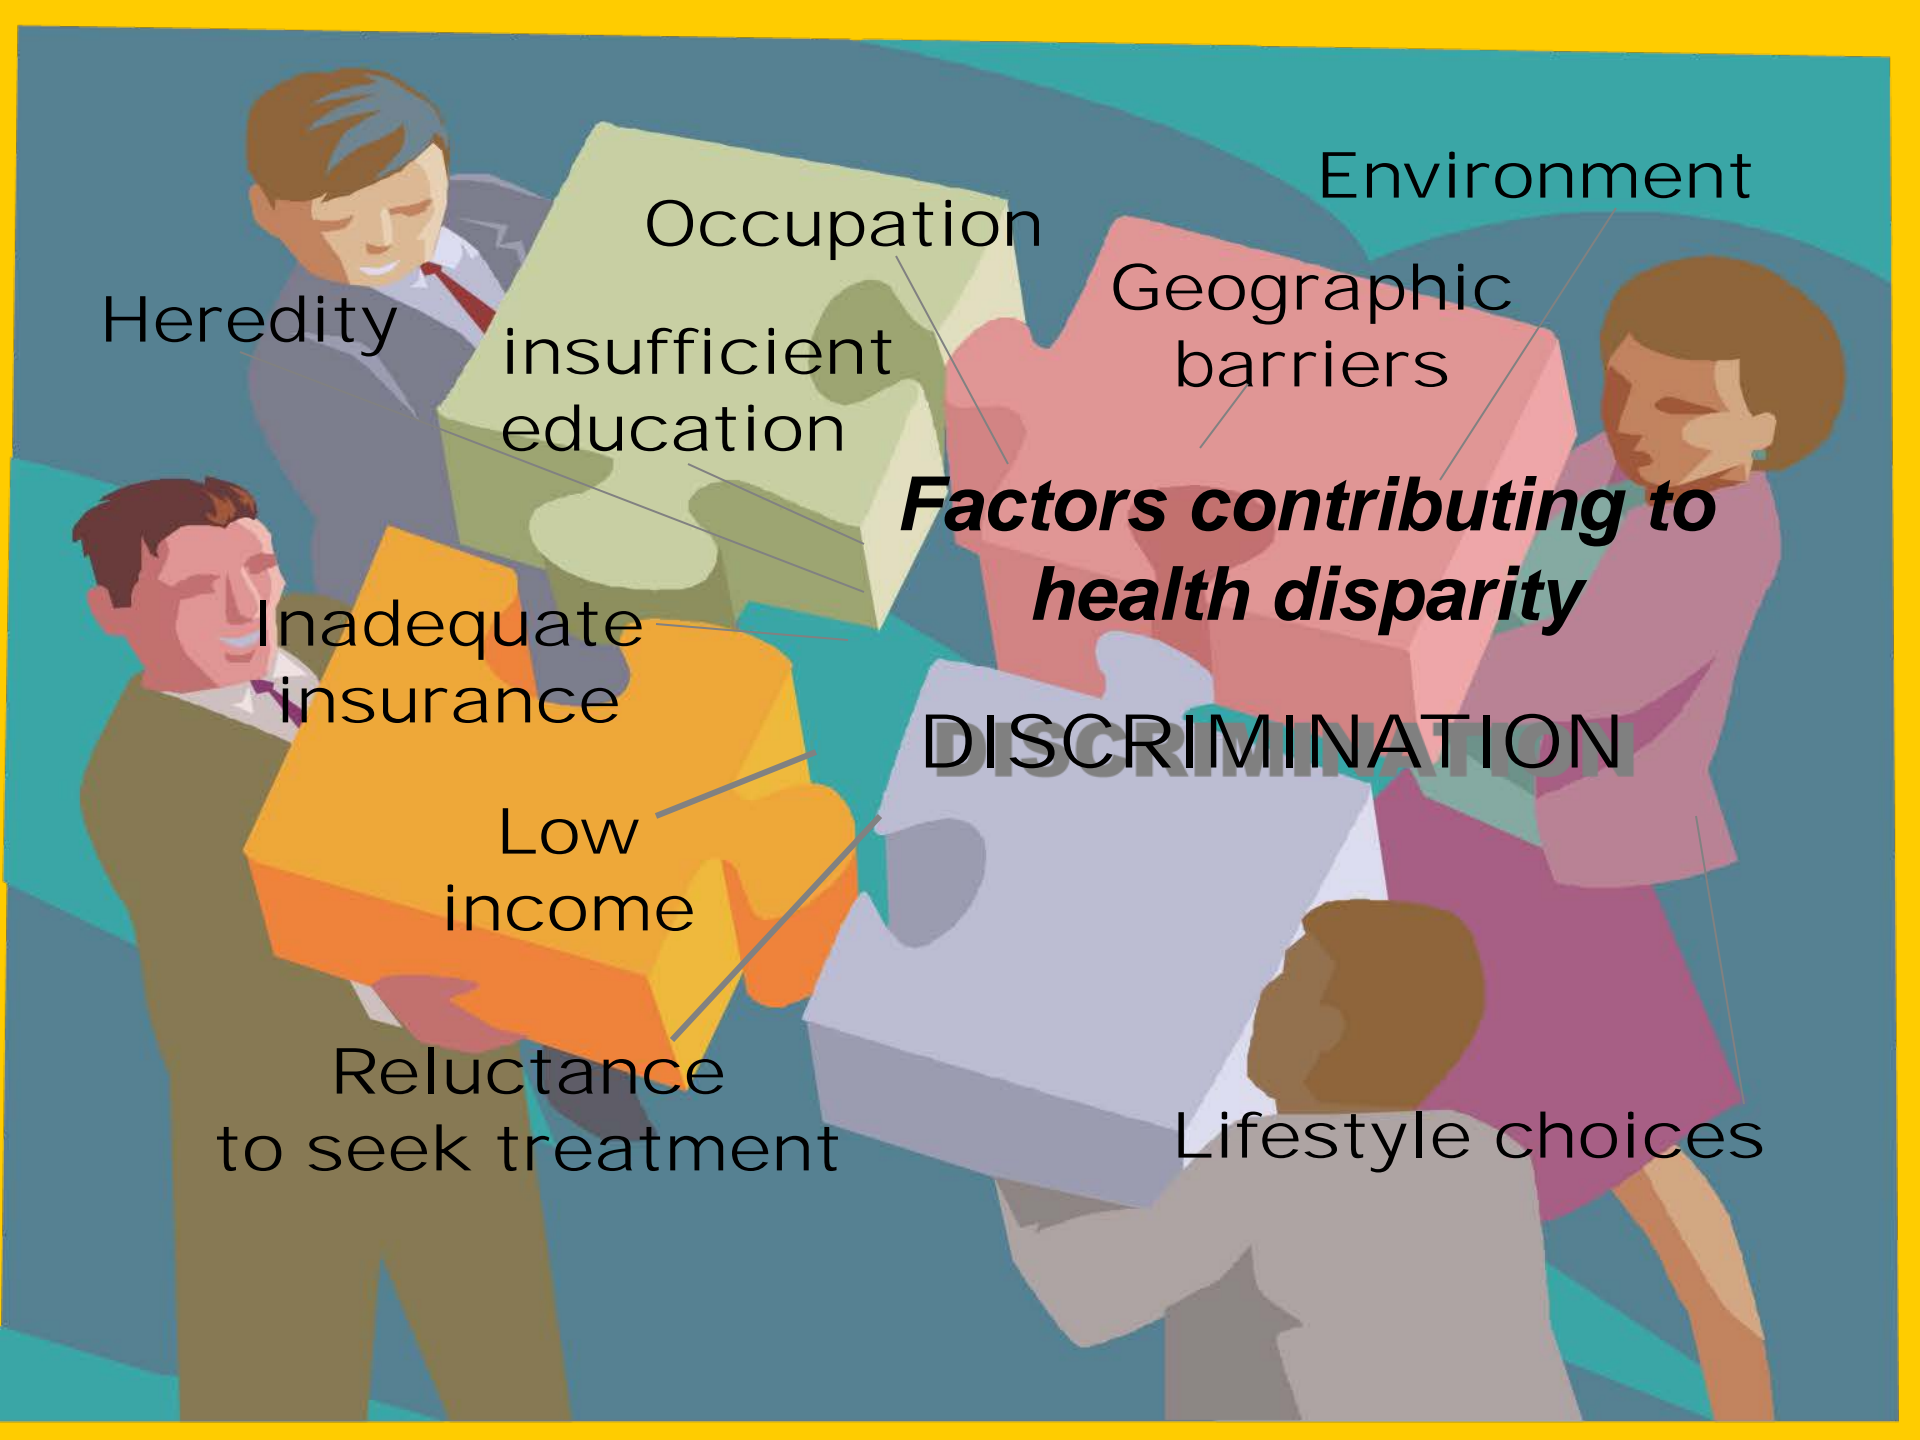 Environment
Occupation
Geographic
barriers
Heredity
insufficient
education
Factors contributing to
health disparity
Inadequate
insurance
DISCRIMINATION
Low
income
Reluctance
to seek treatment
Lifestyle choices